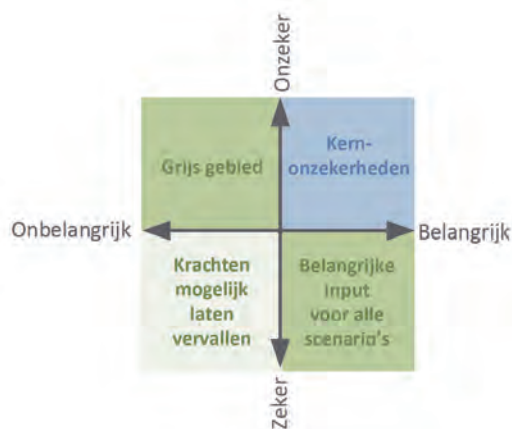 Onzeker
Grijs gebied
Kern-
onzekerheden
Onbelangrijk
Belangrijk
Krachten
mogelijk
laten
vervallen
Belangrijke
input
voor alle
scenario's
Zeker